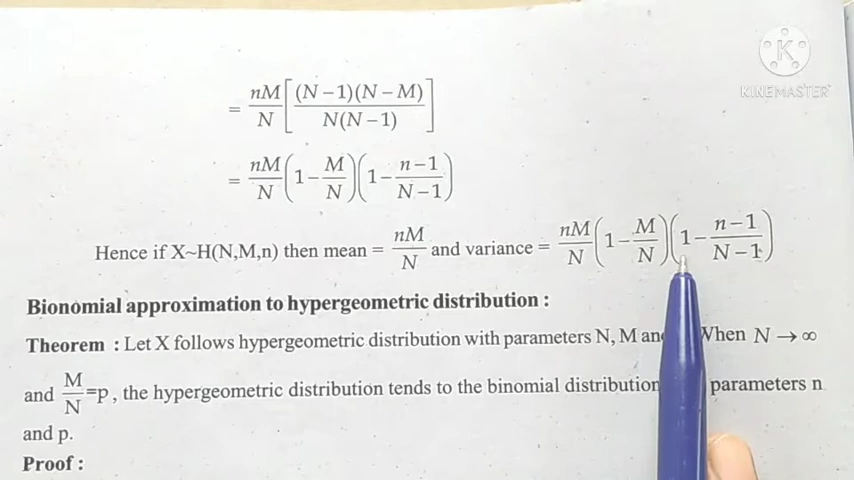 K
KINEMASTER
= nM/N [ (N−1)(N−M) / N(N−1) ]
= nM/N (1− M/N)(1− n−1/N−1)
Hence if X~H(N,M,n) then mean = nM/N and variance = nM/N (1− M/N)(1− n−1/N−1)
Bionomial approximation to hypergeometric distribution :
Theorem : Let X follows hypergeometric distribution with parameters N, M and When N → ∞
and M/N =p , the hypergeometric distribution tends to the binomial distribution parameters n
and p.
Proof :